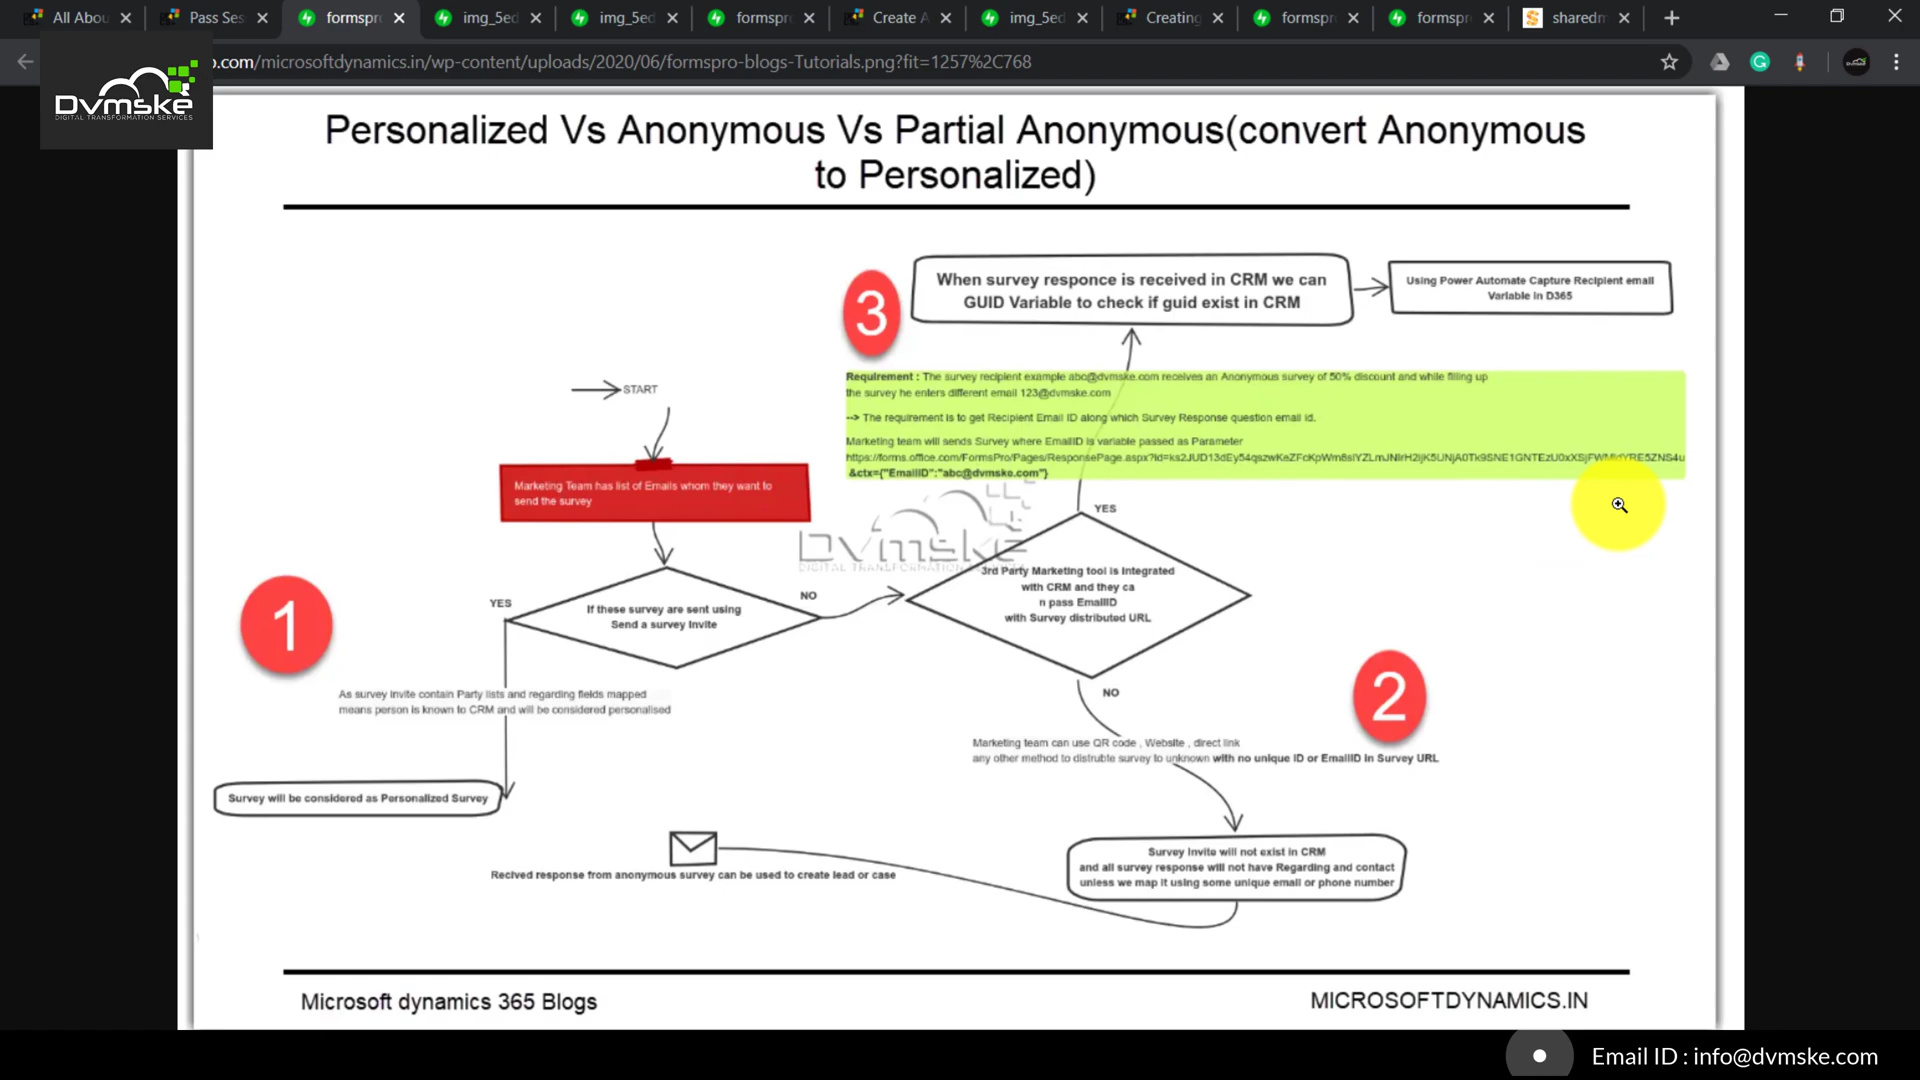 All Abou
Pass Ses
formspro
img_5ed
img_5ed
formspro
Create A
img_5ed
Creating
formspro
formspro
sharedm
p.com/microsoftdynamics.in/wp-content/uploads/2020/06/formspro-blogs-Tutorials.png?fit=1257%2C768
Dvmske
DIGITAL TRANSFORMATION SERVICES
Personalized Vs Anonymous Vs Partial Anonymous(convert Anonymous
to Personalized)
3
When survey responce is received in CRM we can
GUID Variable to check if guid exist in CRM
Using Power Automate Capture Recipient email
Variable in D365
START
Requirement : The survey recipient example abc@dvmske.com receives an Anonymous survey of 50% discount and while filling up
the survey he enters different email 123@dvmske.com
--> The requirement is to get Recipient Email ID along which Survey Response question email id.
Marketing team will sends Survey where EmailID is variable passed as Parameter
&ctx={"EmailID":"abc@dvmske.com"}
Marketing Team has list of Emails whom they want to
send the survey
YES
Dvmske
DIGITAL TRANSFORMATION
3rd Party Marketing tool is Integrated
with CRM and they ca
n pass EmailID
with Survey distributed URL
1
YES
If these survey are sent using
Send a survey Invite
NO
2
NO
As survey invite contain Party lists and regarding fields mapped
means person is known to CRM and will be considered personalised
Marketing team can use QR code , Website , direct link
any other method to distruble survey to unknown with no unique ID or EmailID in Survey URL
Survey will be considered as Personalized Survey
Survey Invite will not exist in CRM
and all survey response will not have Regarding and contact
unless we map it using some unique email or phone number
Recived response from anonymous survey can be used to create lead or case
Microsoft dynamics 365 Blogs
MICROSOFTDYNAMICS.IN
Email ID : info@dvmske.com